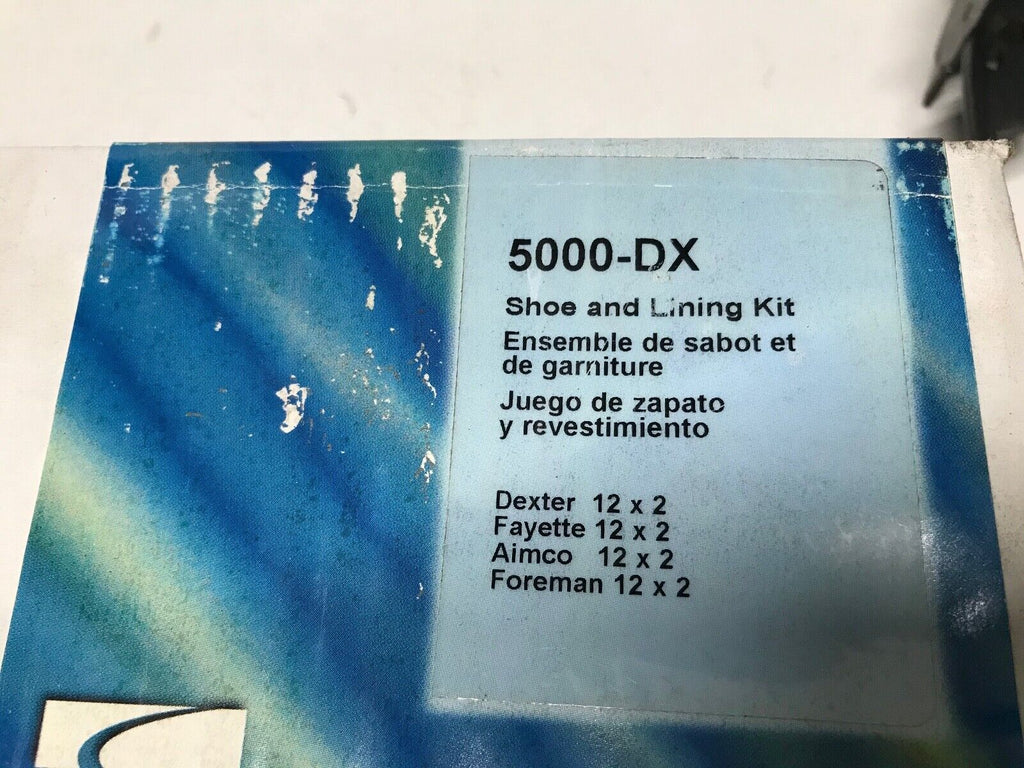 5000-DX
Shoe and Lining Kit
Ensemble de sabot et
de garniture
Juego de zapato
y revestimiento
Dexter 12 x 2
Fayette 12 x 2
Aimco 12 x 2
Foreman 12 x 2